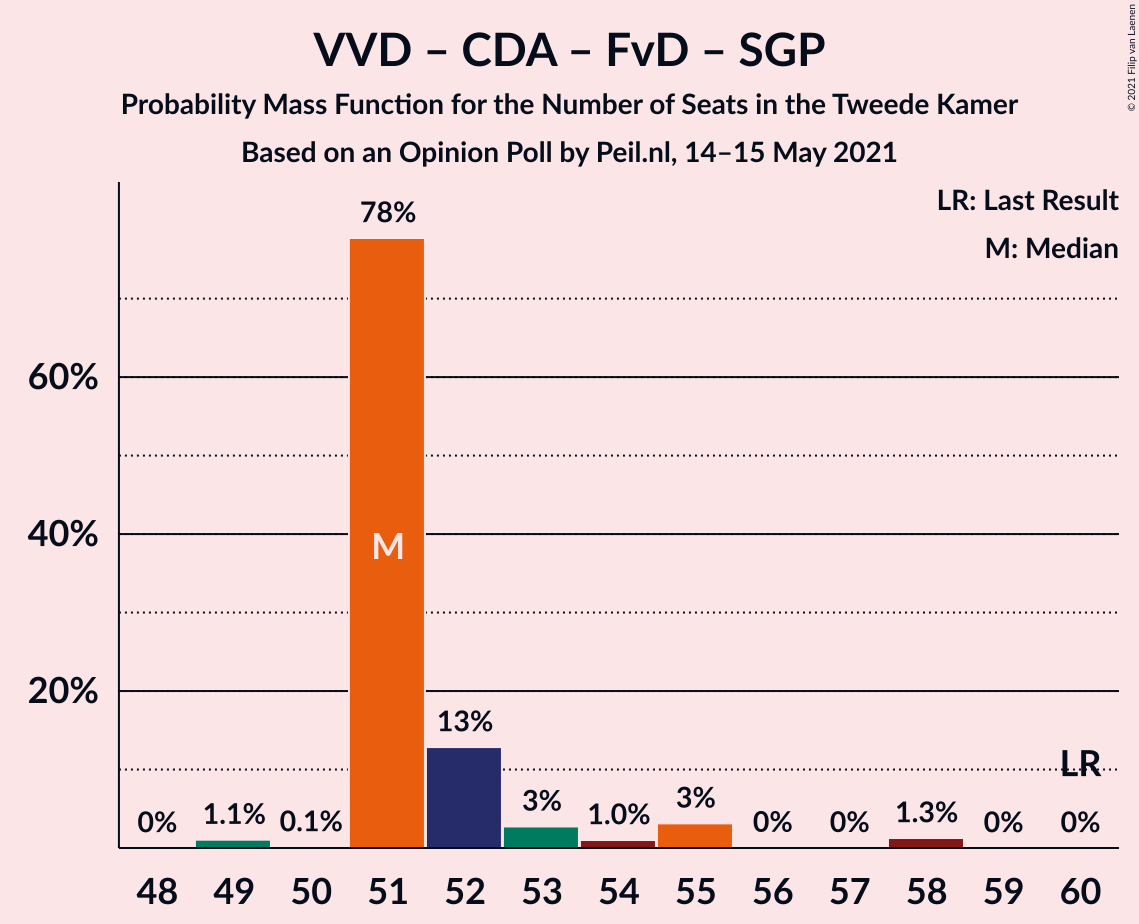 VVD – CDA – FvD – SGP
Probability Mass Function for the Number of Seats in the Tweede Kamer
Based on an Opinion Poll by Peil.nl, 14–15 May 2021
© 2021 Filip van Laenen
LR: Last Result
M: Median
78%
60%
40%
M
20%
13%
LR
0% 1.1% 0.1% 3% 1.0% 3% 0% 0% 1.3% 0% 0%
48 49 50 51 52 53 54 55 56 57 58 59 60